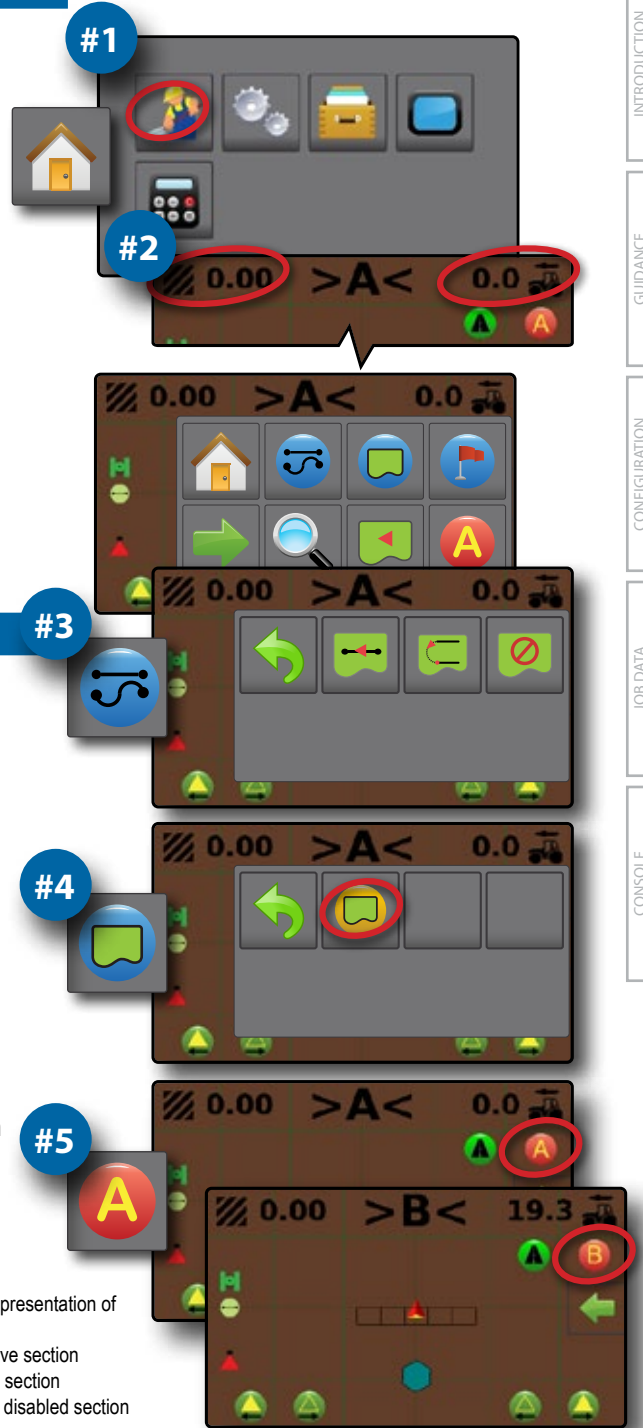 #1
#2
0.00 >A< 0.0
A
0.00 >A< 0.0
A
#3
0.00 >A< 0.0
#4
0.00 >A< 0.0
#5
A
0.00 >A< 0.0
A
0.00 >B< 19.3
B
presentation of
ve section
section
disabled section
INTRODUCTION
GUIDANCE
CONFIGURATION
JOB DATA
CONSOLE